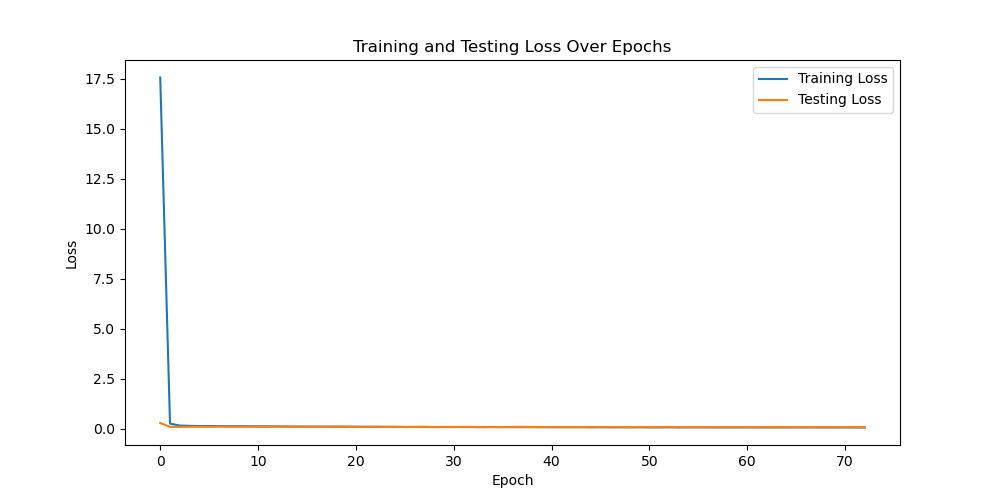 Training and Testing Loss Over Epochs
Training Loss
Testing Loss
17.5
15.0
12.5
10.0
7.5
5.0
2.5
0.0
Loss
0 10 20 30 40 50 60 70
Epoch